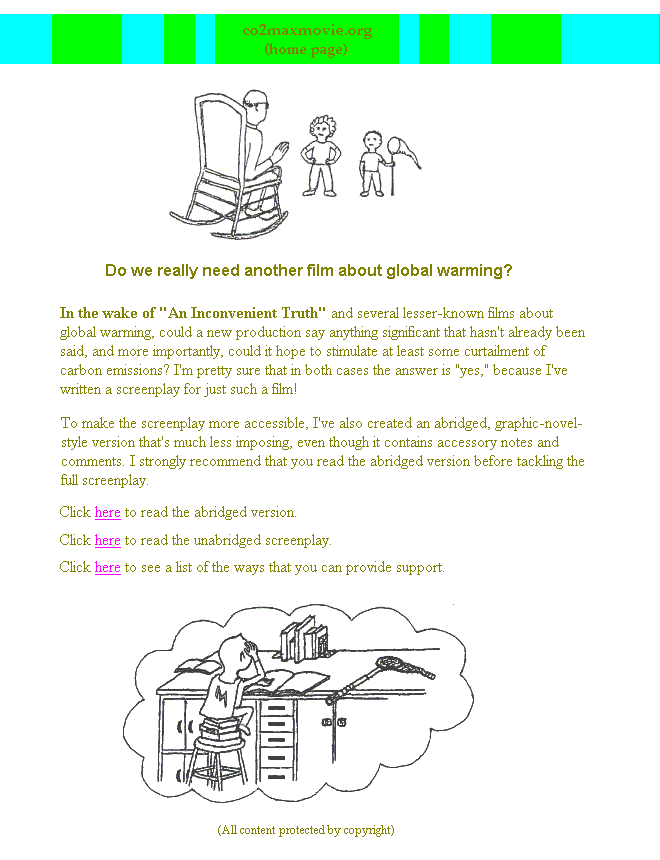 co2maxmovie.org
(home page)
Do we really need another film about global warming?
In the wake of "An Inconvenient Truth" and several lesser-known films about
global warming, could a new production say anything significant that hasn't already been
said, and more importantly, could it hope to stimulate at least some curtailment of
carbon emissions? I'm pretty sure that in both cases the answer is "yes," because I've
written a screenplay for just such a film!
To make the screenplay more accessible, I've also created an abridged, graphic-novel-
style version that's much less imposing, even though it contains accessory notes and
comments. I strongly recommend that you read the abridged version before tackling the
full screenplay.
Click here to read the abridged version.
Click here to read the unabridged screenplay.
Click here to see a list of the ways that you can provide support.
M
(All content protected by copyright)